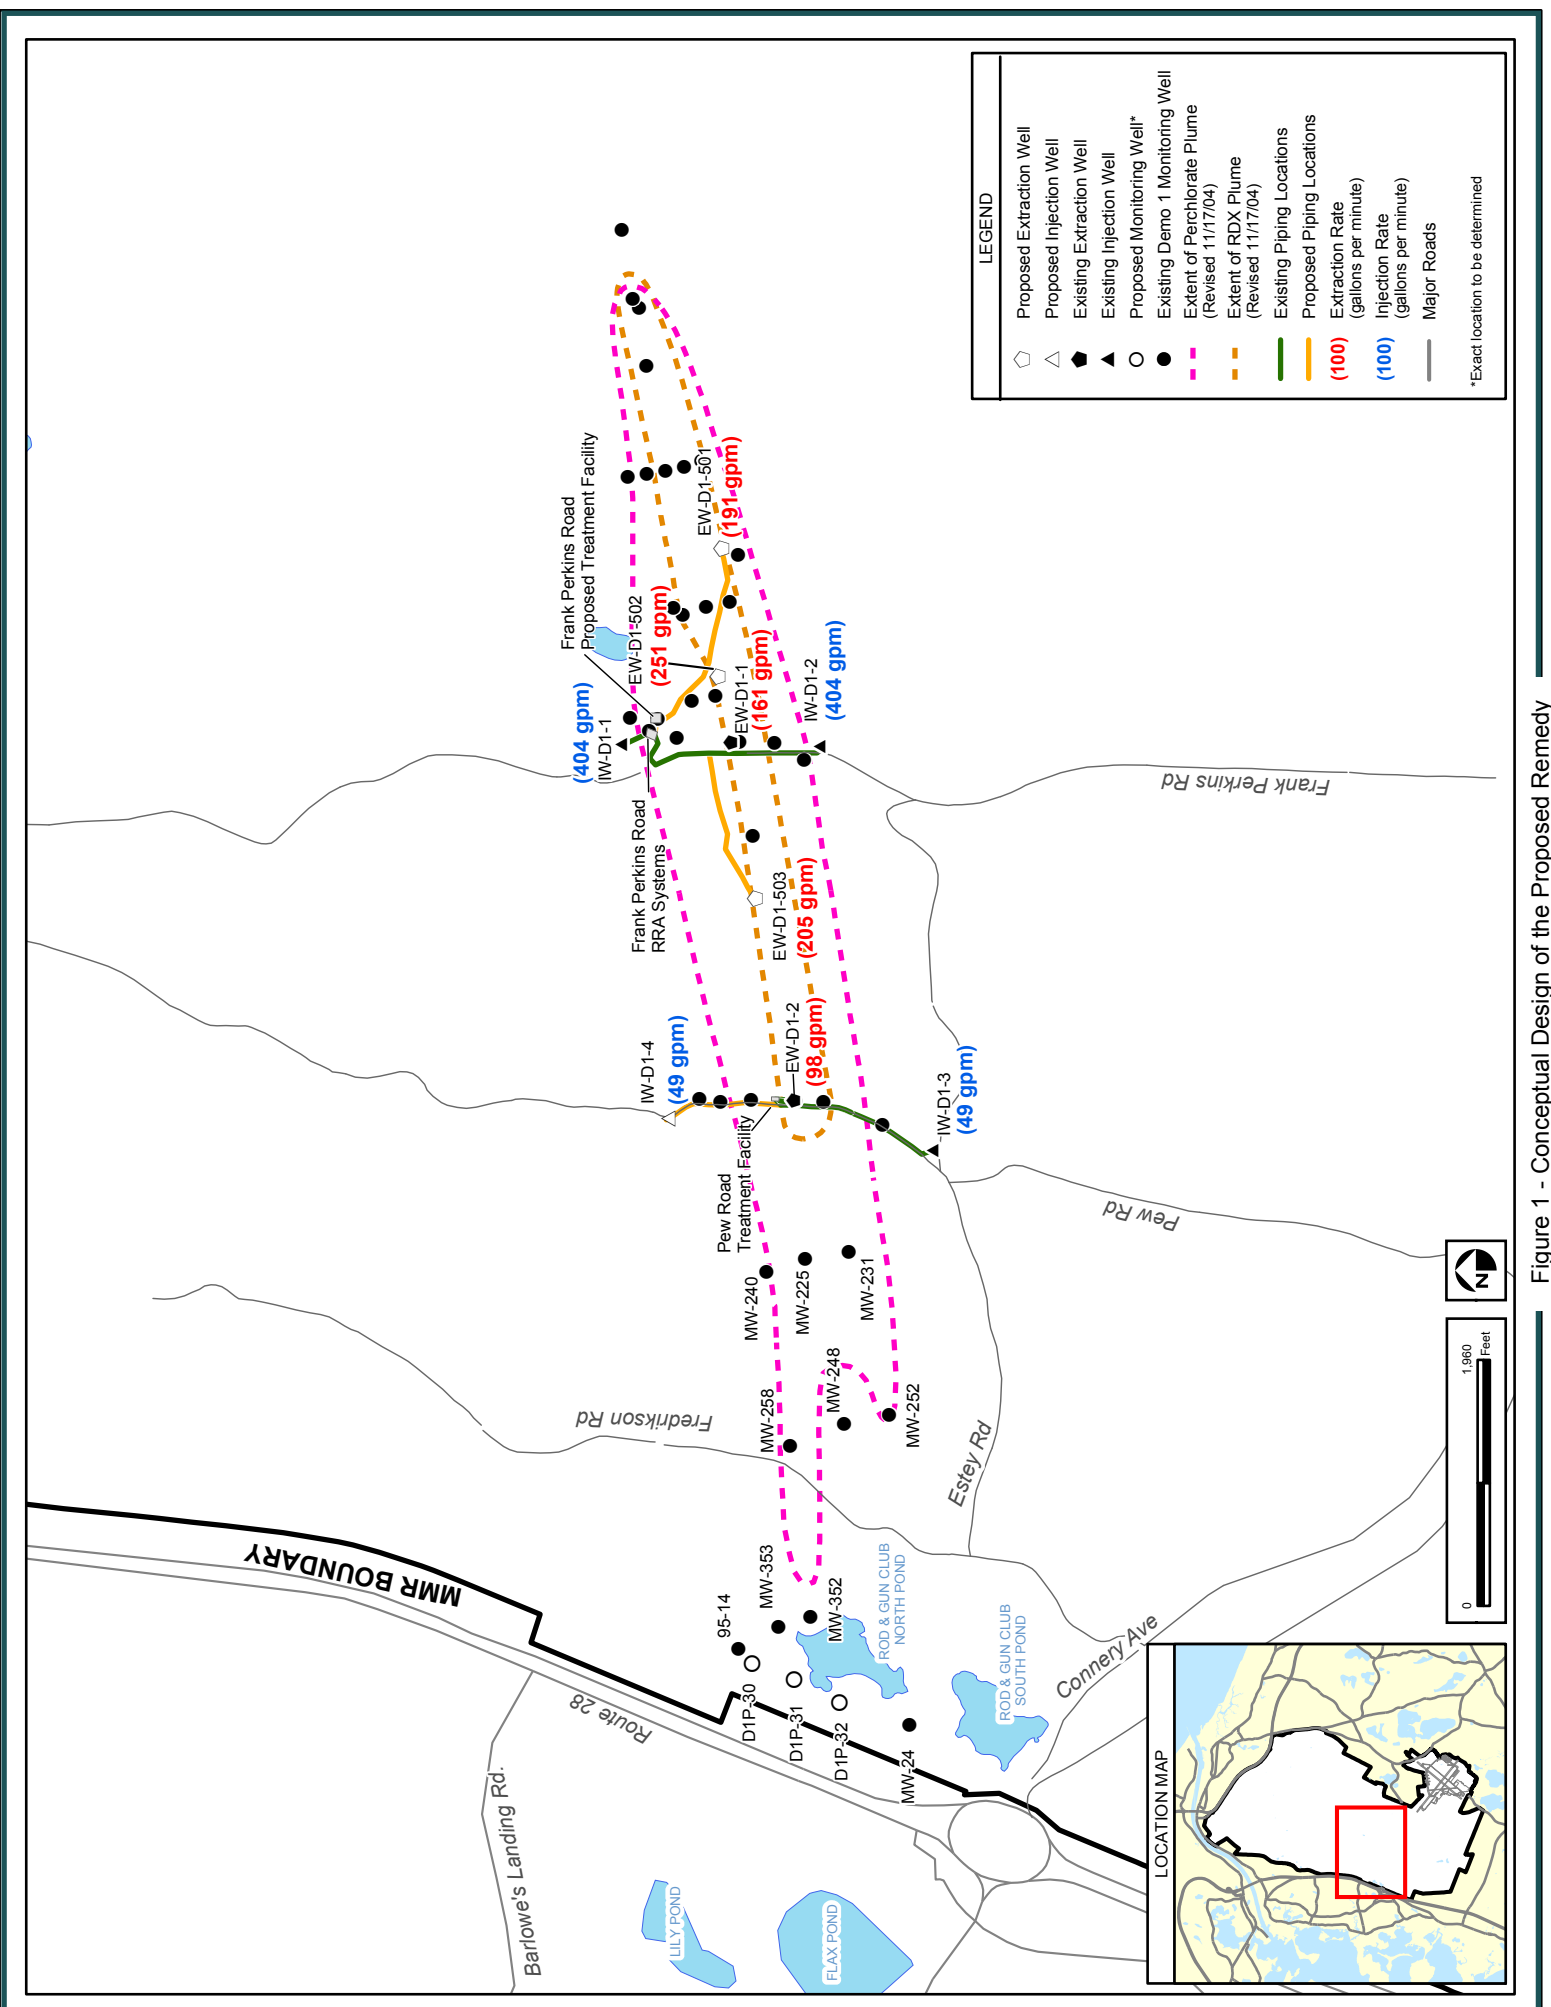 Frank Perkins Road
Proposed Treatment Facility
EW-D1-501
(191 gpm)
EW-D1-502
(251 gpm)
EW-D1-1
(161 gpm)
IW-D1-1
(404 gpm)
IW-D1-2
(404 gpm)
Frank Perkins Road
RRA Systems
EW-D1-503
(205 gpm)
Frank Perkins Rd
IW-D1-4
(49 gpm)
EW-D1-2
(98 gpm)
IW-D1-3
(49 gpm)
Pew Road
Treatment Facility
Pew Rd
MW-240
MW-225
MW-231
MW-258
MW-248
MW-252
Fredrikson Rd
Estey Rd
MMR BOUNDARY
95-14
MW-353
MW-352
D1P-30
D1P-31
D1P-32
MW-24
ROD & GUN CLUB
NORTH POND
ROD & GUN CLUB
SOUTH POND
Connery Ave
Route 28
Barlowe's Landing Rd.
LILY POND
FLAX POND
LEGEND
Proposed Extraction Well
Proposed Injection Well
Existing Extraction Well
Existing Injection Well
Proposed Monitoring Well*
Existing Demo 1 Monitoring Well
Extent of Perchlorate Plume
(Revised 11/17/04)
Extent of RDX Plume
(Revised 11/17/04)
Existing Piping Locations
Proposed Piping Locations
(100) Extraction Rate
(gallons per minute)
(100) Injection Rate
(gallons per minute)
Major Roads
*Exact location to be determined
N
0 1,960
Feet
LOCATION MAP
Figure 1 - Conceptual Design of the Proposed Remedy